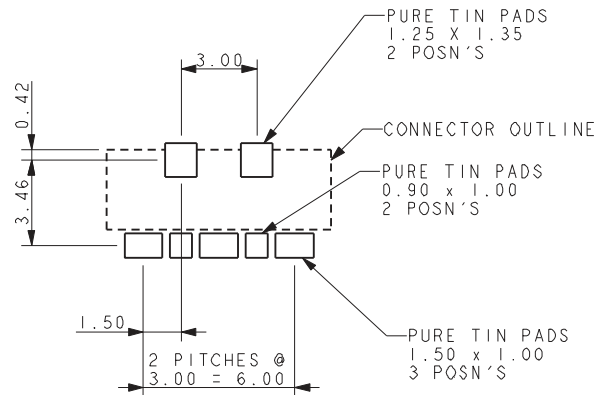 PURE TIN PADS
1.25 X 1.35
2 POSN'S
3.00
0.42
CONNECTOR OUTLINE
PURE TIN PADS
0.90 x 1.00
2 POSN'S
3.46
1.50
PURE TIN PADS
1.50 x 1.00
3 POSN'S
2 PITCHES @
3.00 = 6.00